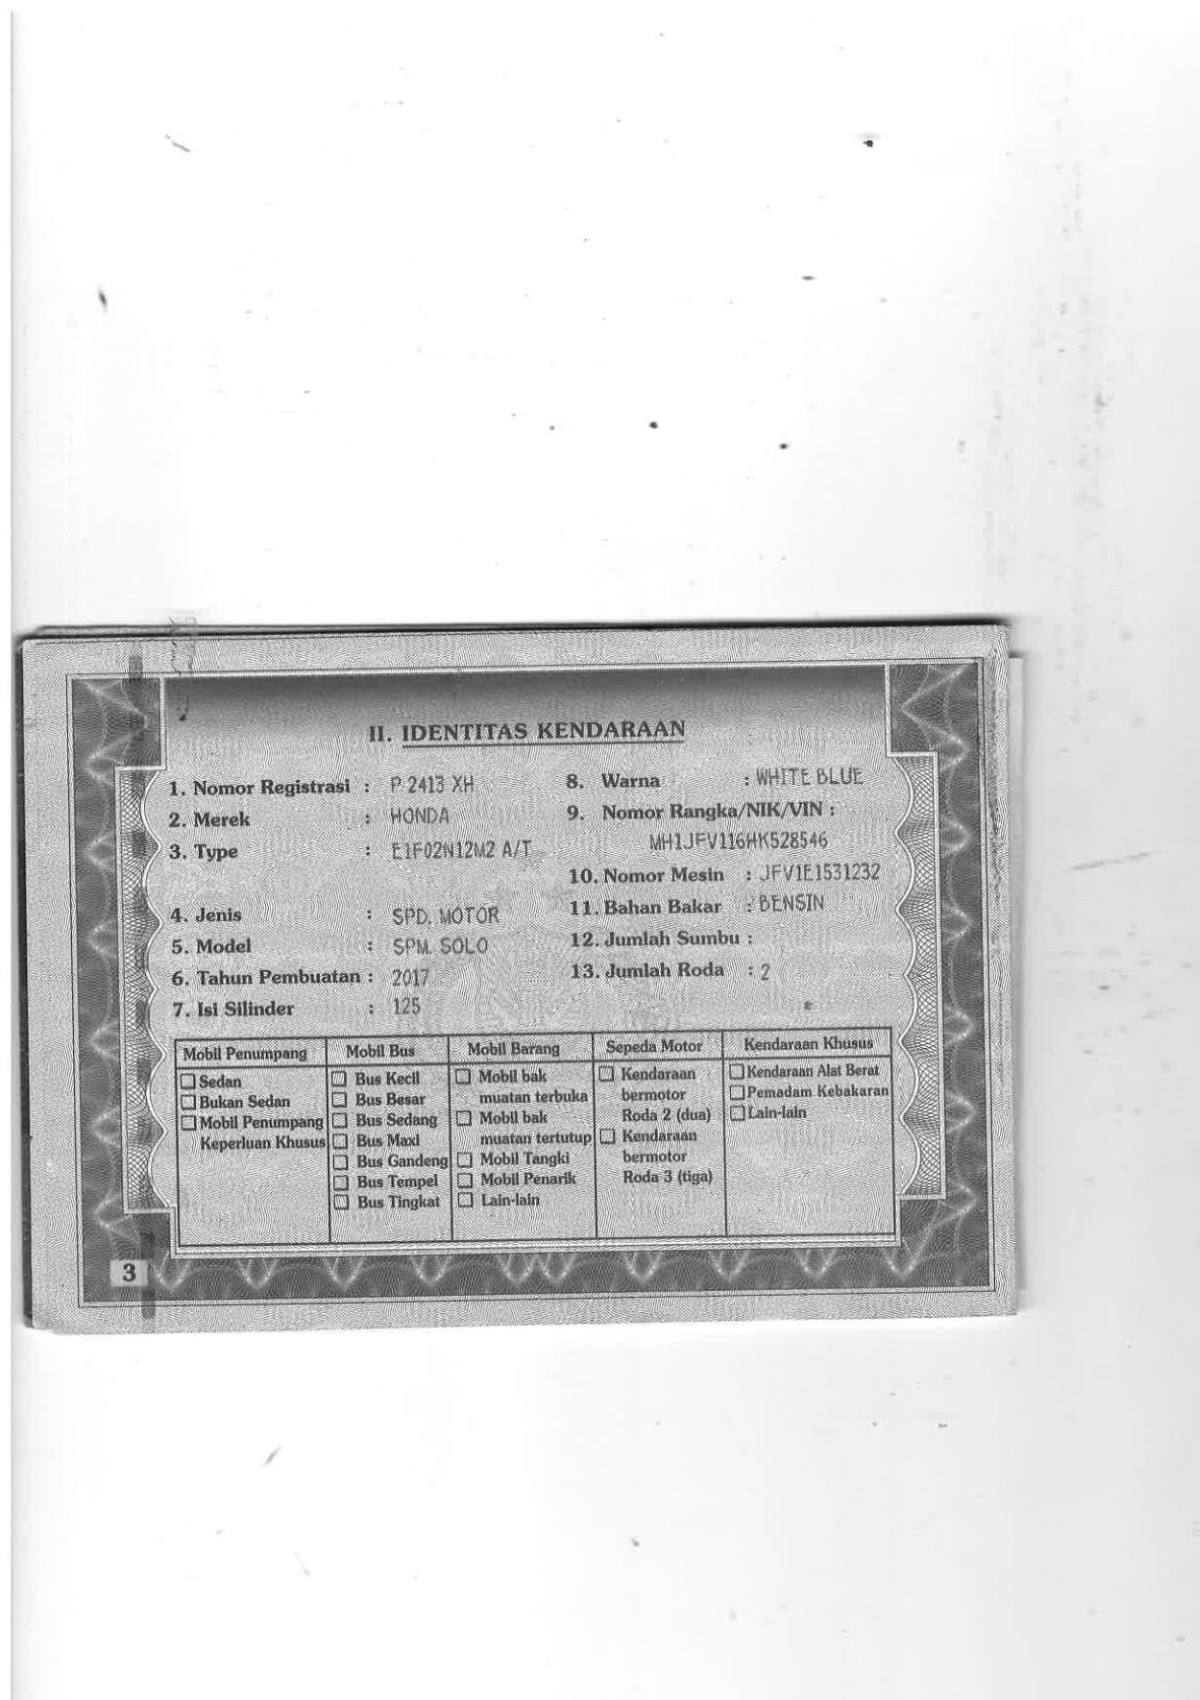 II. IDENTITAS KENDARAAN
1. Nomor Registrasi : P 2413 XH
2. Merek : HONDA
3. Type : E1F02N12M2 A/T
4. Jenis : SPD. MOTOR
5. Model : SPM. SOLO
6. Tahun Pembuatan : 2017
7. Isi Silinder : 125
8. Warna : WHITE BLUE
9. Nomor Rangka/NIK/VIN :
MH1JFV116HK528546
10. Nomor Mesin : JFV1E1531232
11. Bahan Bakar : BENSIN
12. Jumlah Sumbu :
13. Jumlah Roda : 2
Mobil Penumpang
Sedan
Bukan Sedan
Mobil Penumpang
Keperluan Khusus
Mobil Bus
Bus Kecil
Bus Besar
Bus Sedang
Bus Maxi
Bus Gandeng
Bus Tempel
Bus Tingkat
Mobil Barang
Mobil bak
muatan terbuka
Mobil bak
muatan tertutup
Mobil Tangki
Mobil Penarik
Lain-lain
Sepeda Motor
Kendaraan
bermotor
Roda 2 (dua)
Kendaraan
bermotor
Roda 3 (tiga)
Kendaraan Khusus
Kendaraan Alat Berat
Pemadam Kebakaran
Lain-lain
3